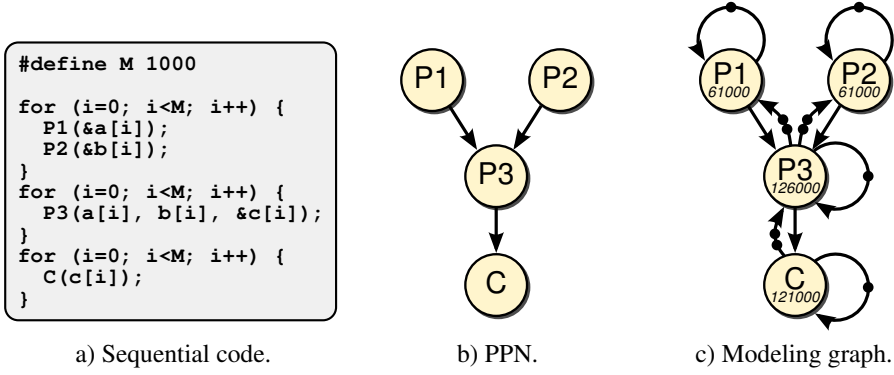 #define M 1000
for (i=0; i<M; i++) {
P1(&a[i]);
P2(&b[i]);
}
for (i=0; i<M; i++) {
P3(a[i], b[i], &c[i]);
}
for (i=0; i<M; i++) {
C(c[i]);
}
a) Sequential code.
P1
P2
P3
C
b) PPN.
P1
61000
P2
61000
P3
126000
C
121000
c) Modeling graph.